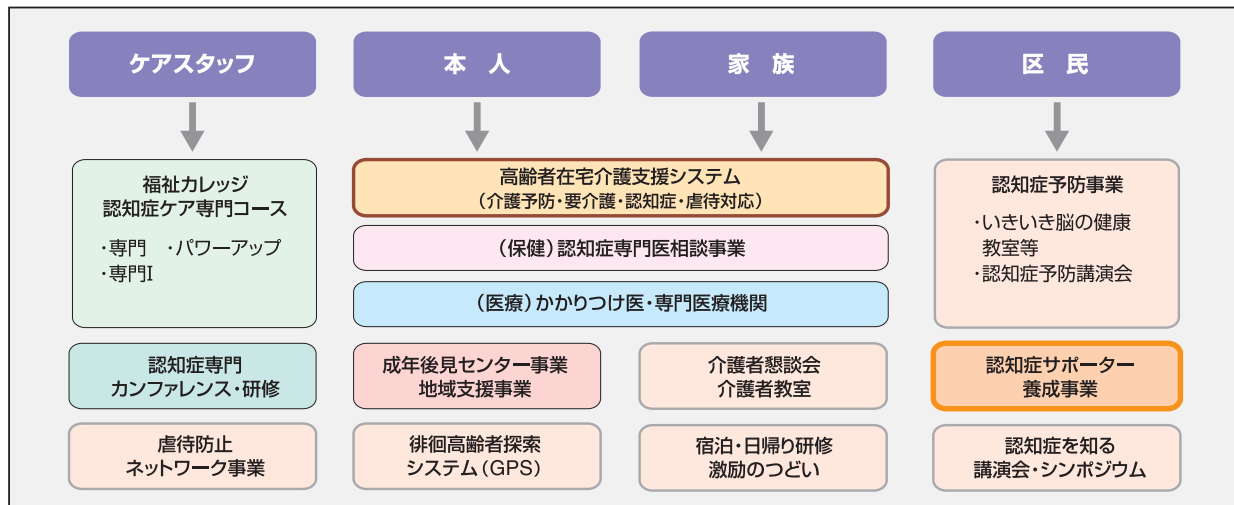 ケアスタッフ
本 人
家 族
区 民
福祉カレッジ
認知症ケア専門コース
・専門 ・パワーアップ
・専門I
高齢者在宅介護支援システム
(介護予防・要介護・認知症・虐待対応)
(保健)認知症専門医相談事業
(医療)かかりつけ医・専門医療機関
認知症予防事業
・いきいき脳の健康
教室等
・認知症予防講演会
認知症専門
カンファレンス・研修
成年後見センター事業
地域支援事業
介護者懇談会
介護者教室
認知症サポーター
養成事業
虐待防止
ネットワーク事業
徘徊高齢者探索
システム(GPS)
宿泊・日帰り研修
激励のつどい
認知症を知る
講演会・シンポジウム